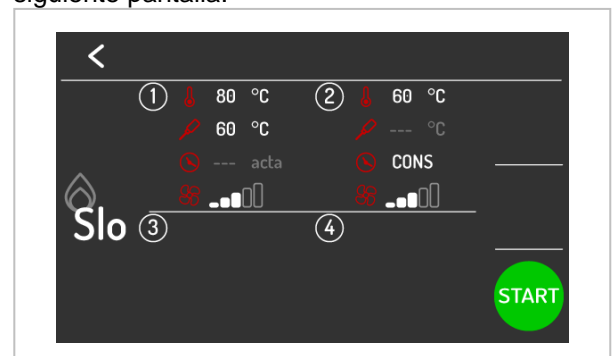 siguiente pantalla:
<
1 80 °C 2 60 °C
60 °C --- °C
--- acta CONS
Slo 3 4
START